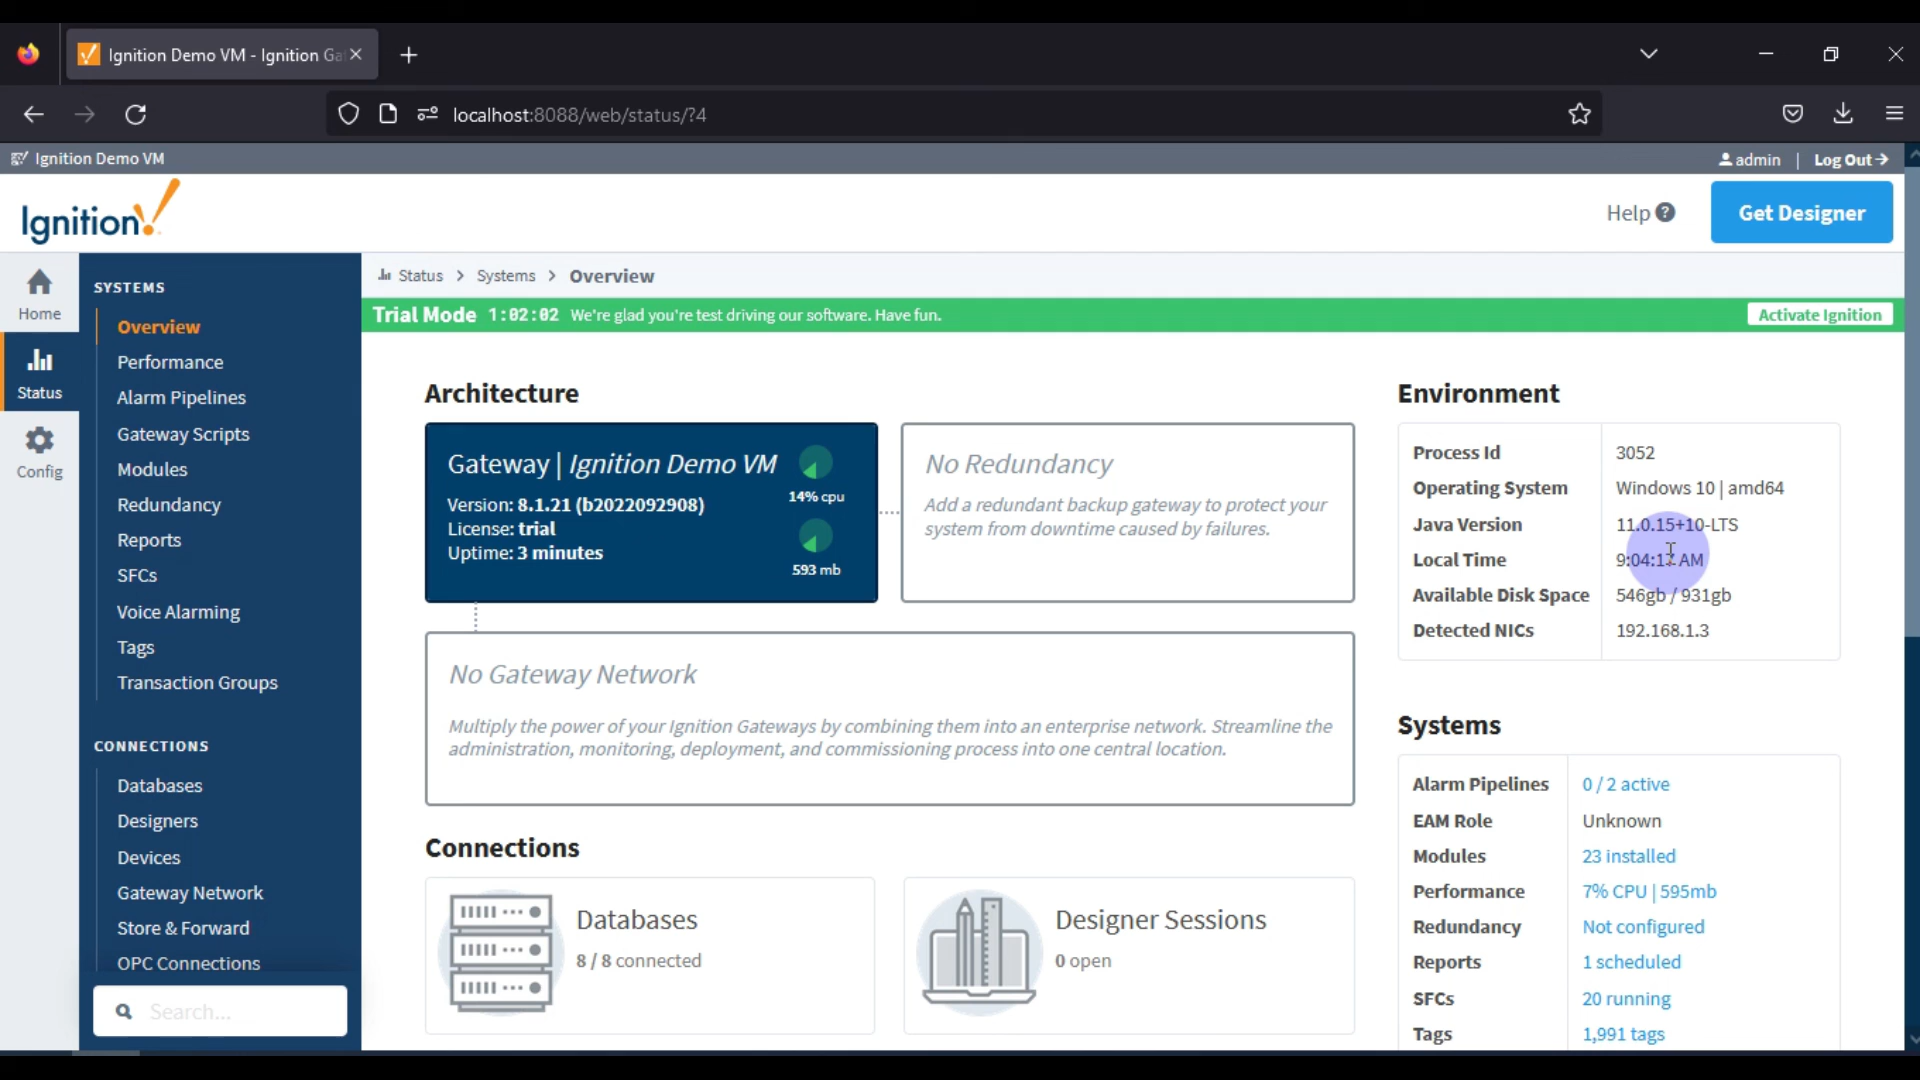 Ignition Demo VM - Ignition Ga
localhost:8088/web/status/?4
Ignition Demo VM
admin | Log Out
Ignition!
Help
Get Designer
Home
Status
Config
SYSTEMS
Overview
Performance
Alarm Pipelines
Gateway Scripts
Modules
Redundancy
Reports
SFCs
Voice Alarming
Tags
Transaction Groups
CONNECTIONS
Databases
Designers
Devices
Gateway Network
Store & Forward
OPC Connections
Search...
Status > Systems > Overview
Trial Mode 1:02:02 We're glad you're test driving our software. Have fun.
Activate Ignition
Architecture
Gateway | Ignition Demo VM
Version: 8.1.21 (b2022092908)
License: trial
Uptime: 3 minutes
14% cpu
593 mb
No Redundancy
Add a redundant backup gateway to protect your
system from downtime caused by failures.
No Gateway Network
Multiply the power of your Ignition Gateways by combining them into an enterprise network. Streamline the
administration, monitoring, deployment, and commissioning process into one central location.
Connections
Databases
8 / 8 connected
Designer Sessions
0 open
Environment
Process Id 3052
Operating System Windows 10 | amd64
Java Version 11.0.15+10-LTS
Local Time AM
Available Disk Space 546gb / 931gb
Detected NICs 192.168.1.3
Systems
Alarm Pipelines 0 / 2 active
EAM Role Unknown
Modules 23 installed
Performance 7% CPU | 595mb
Redundancy Not configured
Reports 1 scheduled
SFCs 20 running
Tags 1,991 tags